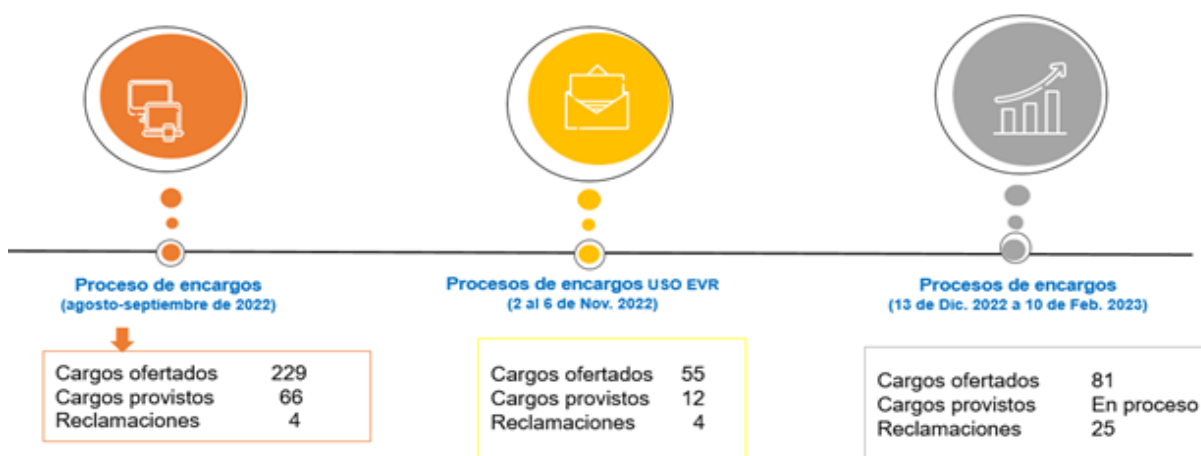 Proceso de encargos
(agosto-septiembre de 2022)
Cargos ofertados 229
Cargos provistos 66
Reclamaciones 4
Procesos de encargos USO EVR
(2 al 6 de Nov. 2022)
Cargos ofertados 55
Cargos provistos 12
Reclamaciones 4
Procesos de encargos
(13 de Dic. 2022 a 10 de Feb. 2023)
Cargos ofertados 81
Cargos provistos En proceso
Reclamaciones 25